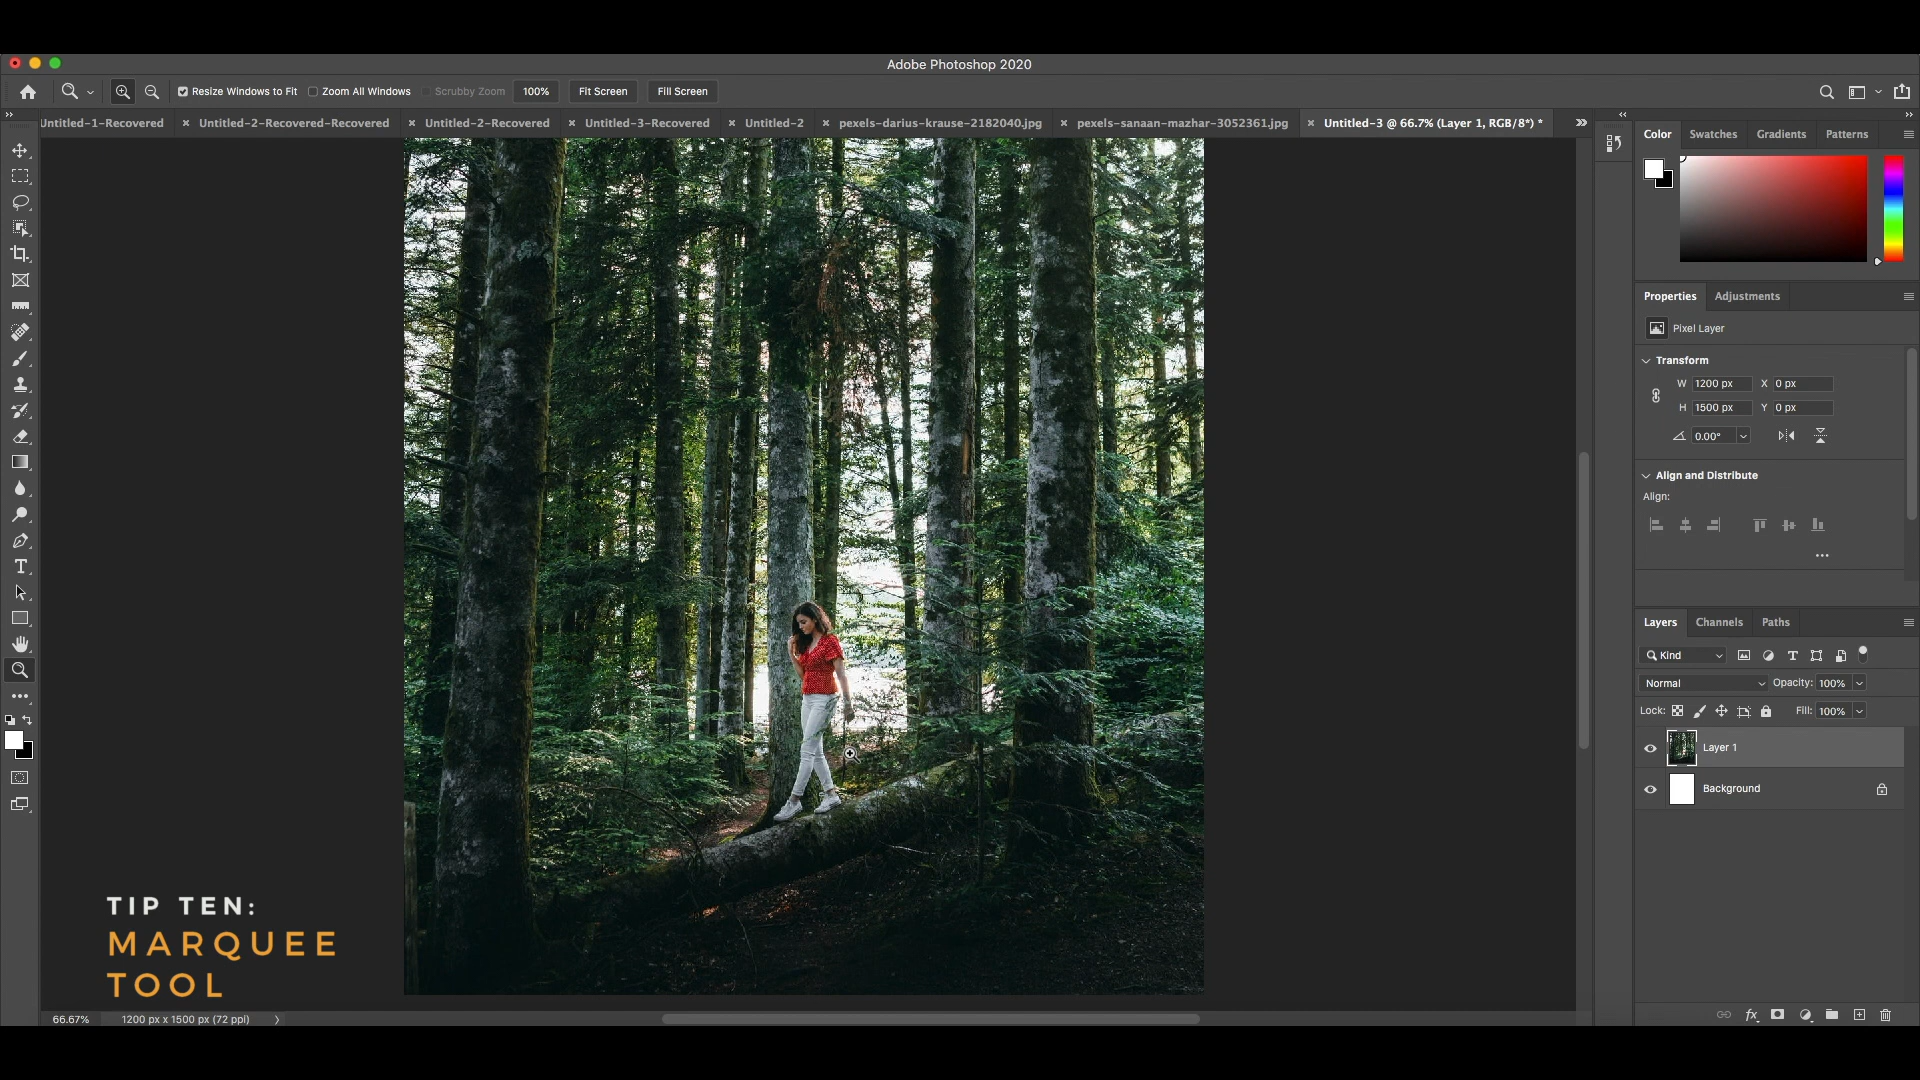 Adobe Photoshop 2020
Resize Windows to Fit Zoom All Windows Scrubby Zoom 100% Fit Screen Fill Screen
Untitled-1-Recovered Untitled-2-Recovered-Recovered Untitled-2-Recovered Untitled-3-Recovered Untitled-2 pexels-darius-krause-2182040.jpg pexels-sanaan-mazhar-3052361.jpg Untitled-3 @ 66.7% (Layer 1, RGB/8*) *
Color Swatches Gradients Patterns
Properties Adjustments
Pixel Layer
Transform
W 1200 px X 0 px
H 1500 px Y 0 px
0.00°
Align and Distribute
Align:
Layers Channels Paths
Kind
Normal Opacity: 100%
Lock: Fill: 100%
Layer 1
Background
TIP TEN:
MARQUEE
TOOL
66.67% 1200 px x 1500 px (72 ppi)